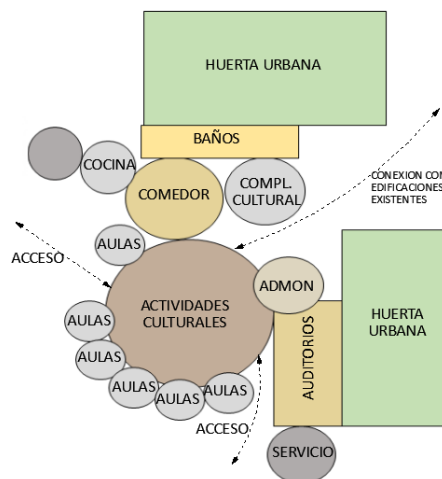 HUERTA URBANA
BAÑOS
COCINA
COMEDOR
COMPL.
CULTURAL
CONEXION CON
EDIFICACIONES
EXISTENTES
AULAS
ACCESO
ADMON
ACTIVIDADES
CULTURALES
HUERTA
URBANA
AULAS
AUDITORIOS
AULAS
AULAS
AULAS
AULAS
ACCESO
SERVICIO